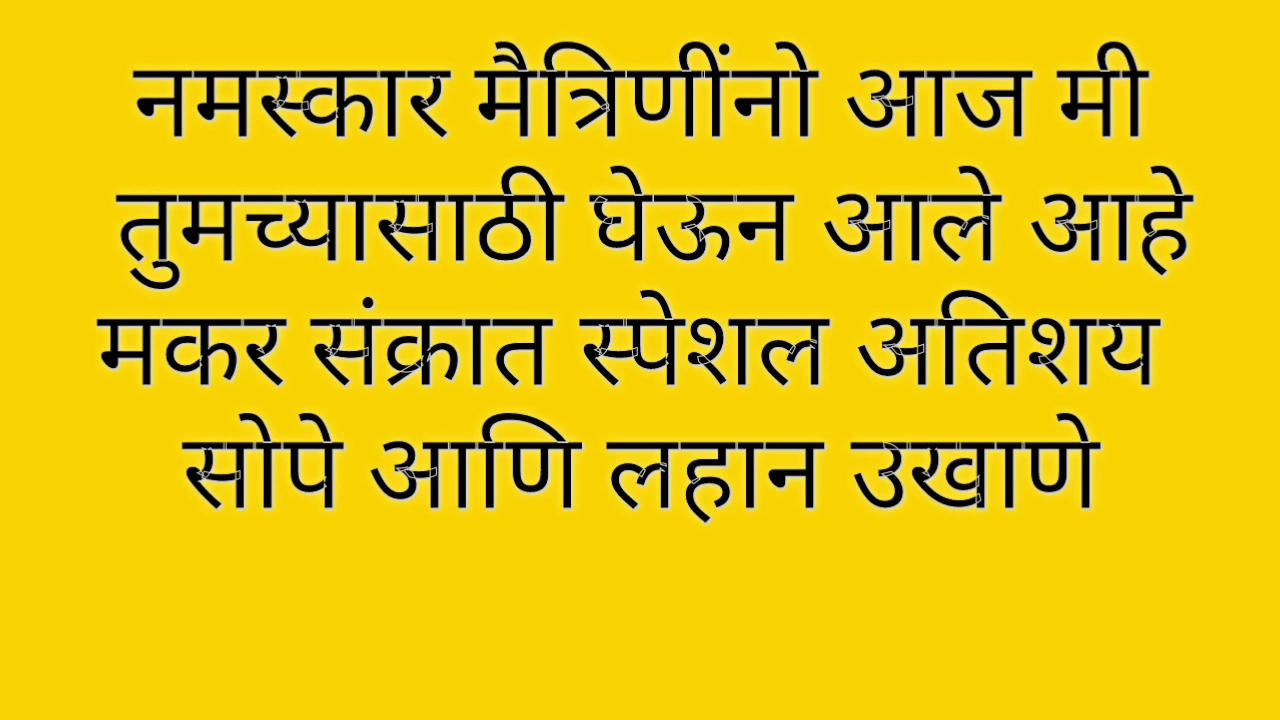 नमस्कार मैत्रिणींनो आज मी
तुमच्यासाठी घेऊन आले आहे
मकर संक्रात स्पेशल अतिशय
सोपे आणि लहान उखाणे